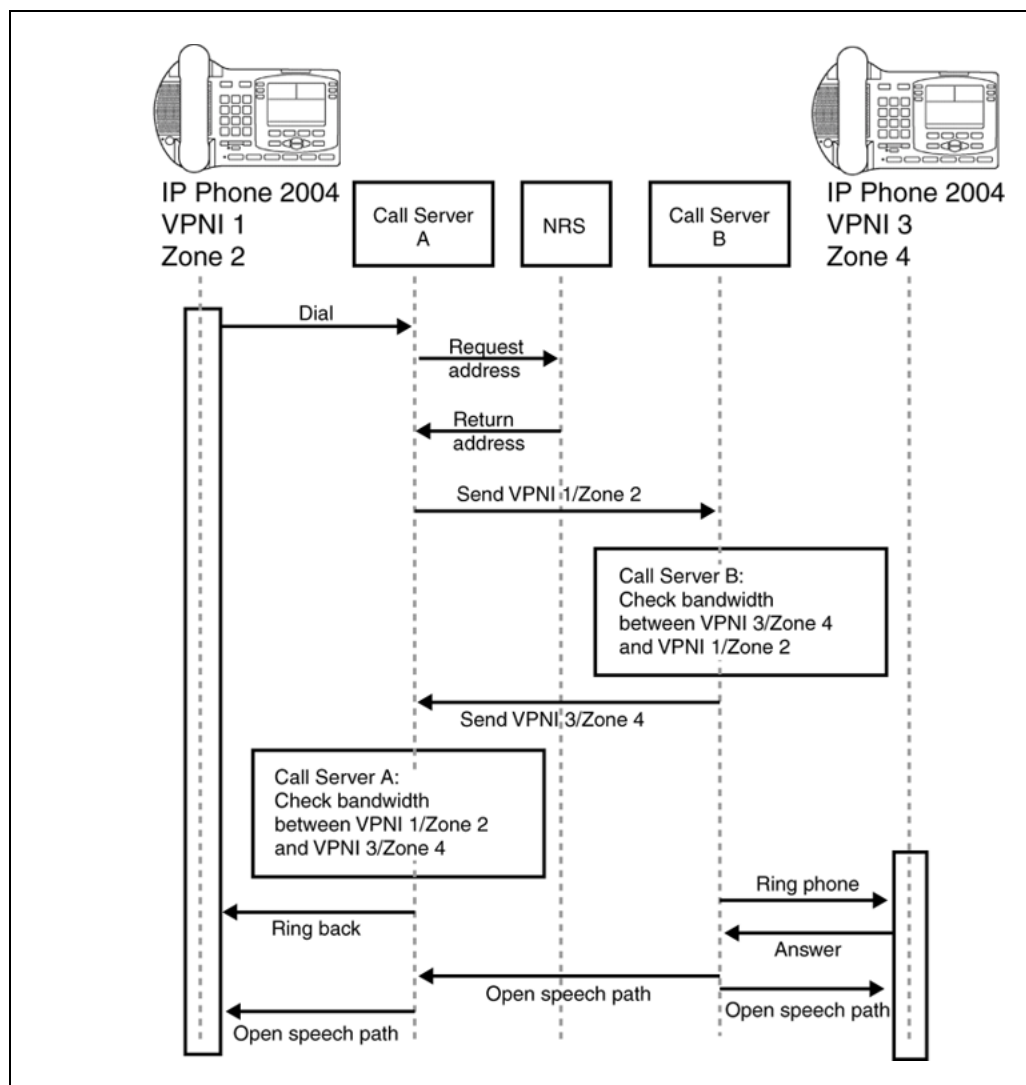 IP Phone 2004
VPNI 1
Zone 2
Call Server
A
NRS
Call Server
B
IP Phone 2004
VPNI 3
Zone 4
Dial
Request
address
Return
address
Send VPNI 1/Zone 2
Call Server B:
Check bandwidth
between VPNI 3/Zone 4
and VPNI 1/Zone 2
Send VPNI 3/Zone 4
Call Server A:
Check bandwidth
between VPNI 1/Zone 2
and VPNI 3/Zone 4
Ring phone
Ring back
Answer
Open speech path
Open speech path
Open speech path